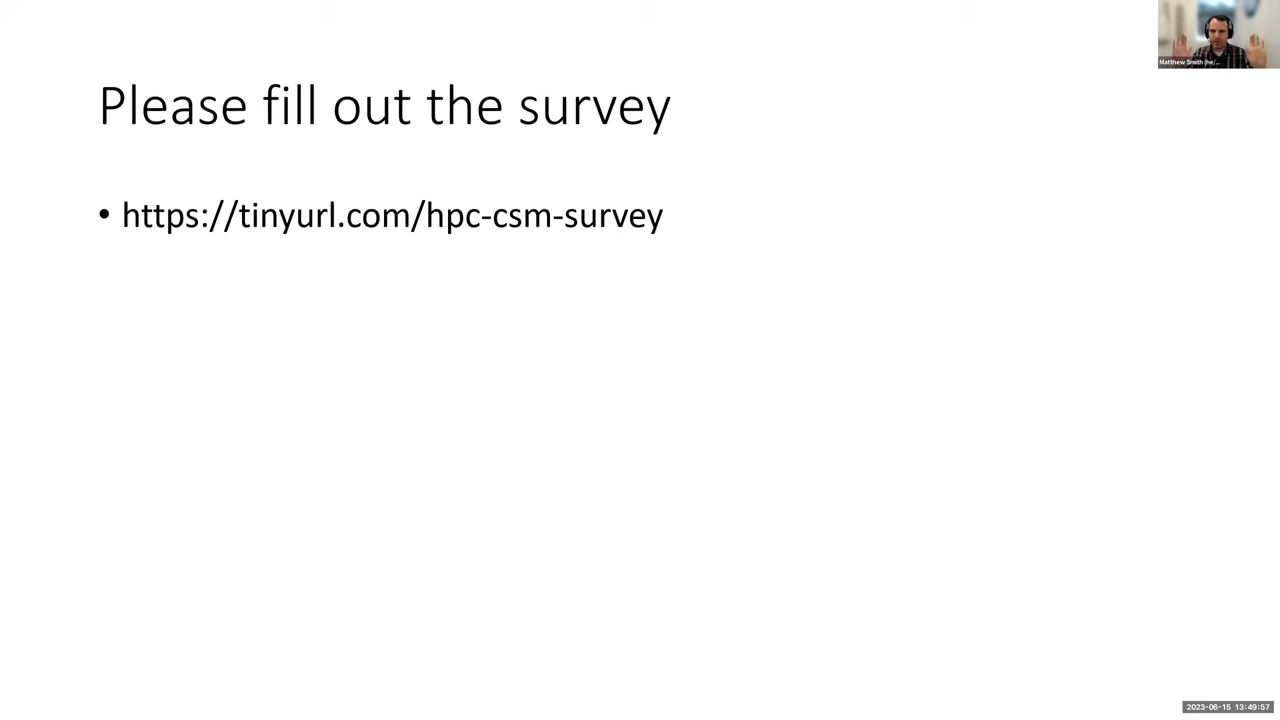 Matthew Smith (he/...
Please fill out the survey
• https://tinyurl.com/hpc-csm-survey
2023-06-15 13:49:57